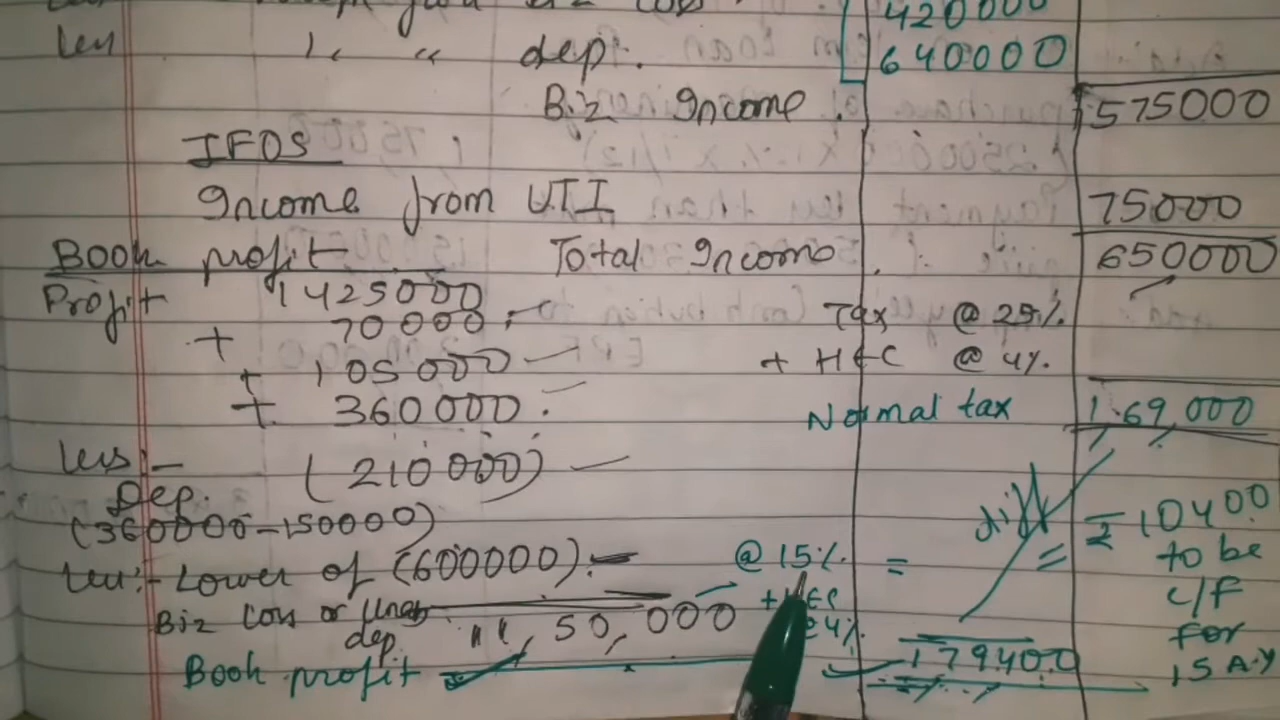 420000
Less " " dep. 640000
Biz Income. 575000
IFOS
Income from UTI 75000
Book profit Total Income. 650000
Profit 1425000
+ 70000 Tax @ 25%
+ 105000 + H&EC @ 4%.
+ 360000 Normal tax 1,69,000
Less:- (210000)
Dep.
(360000-150000) diff = 10400
Less:- Lower of (600000) @ 15% = to be
Biz loss or Unab dep. + HEC @ 4% c/f
11,50,000 for
Book profit 179400 15 A.Y